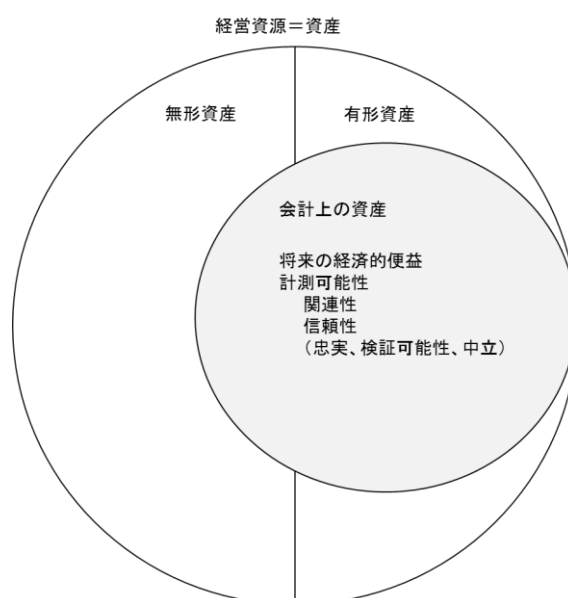 経営資源＝資産
無形資産
有形資産
会計上の資産
将来の経済的便益
計測可能性
関連性
信頼性
（忠実、検証可能性、中立）